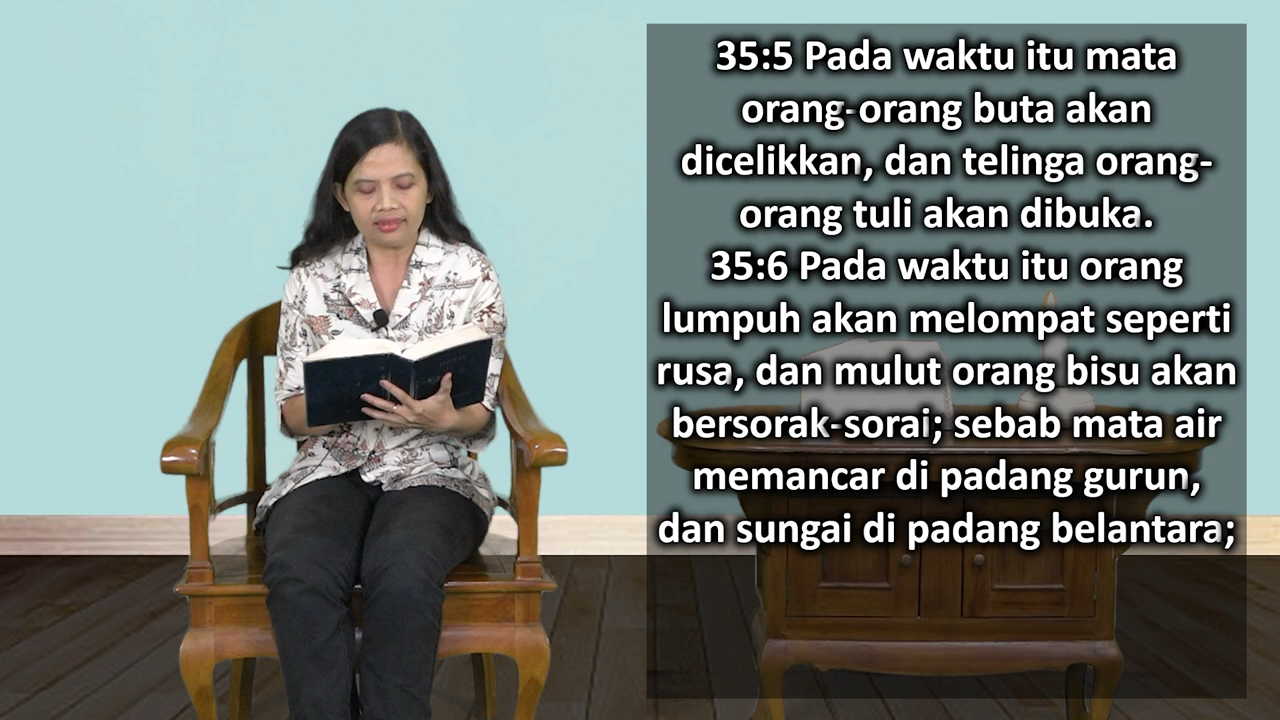 35:5 Pada waktu itu mata
orang-orang buta akan
dicelikkan, dan telinga orang-
orang tuli akan dibuka.
35:6 Pada waktu itu orang
lumpuh akan melompat seperti
rusa, dan mulut orang bisu akan
bersorak-sorai; sebab mata air
memancar di padang gurun,
dan sungai di padang belantara;